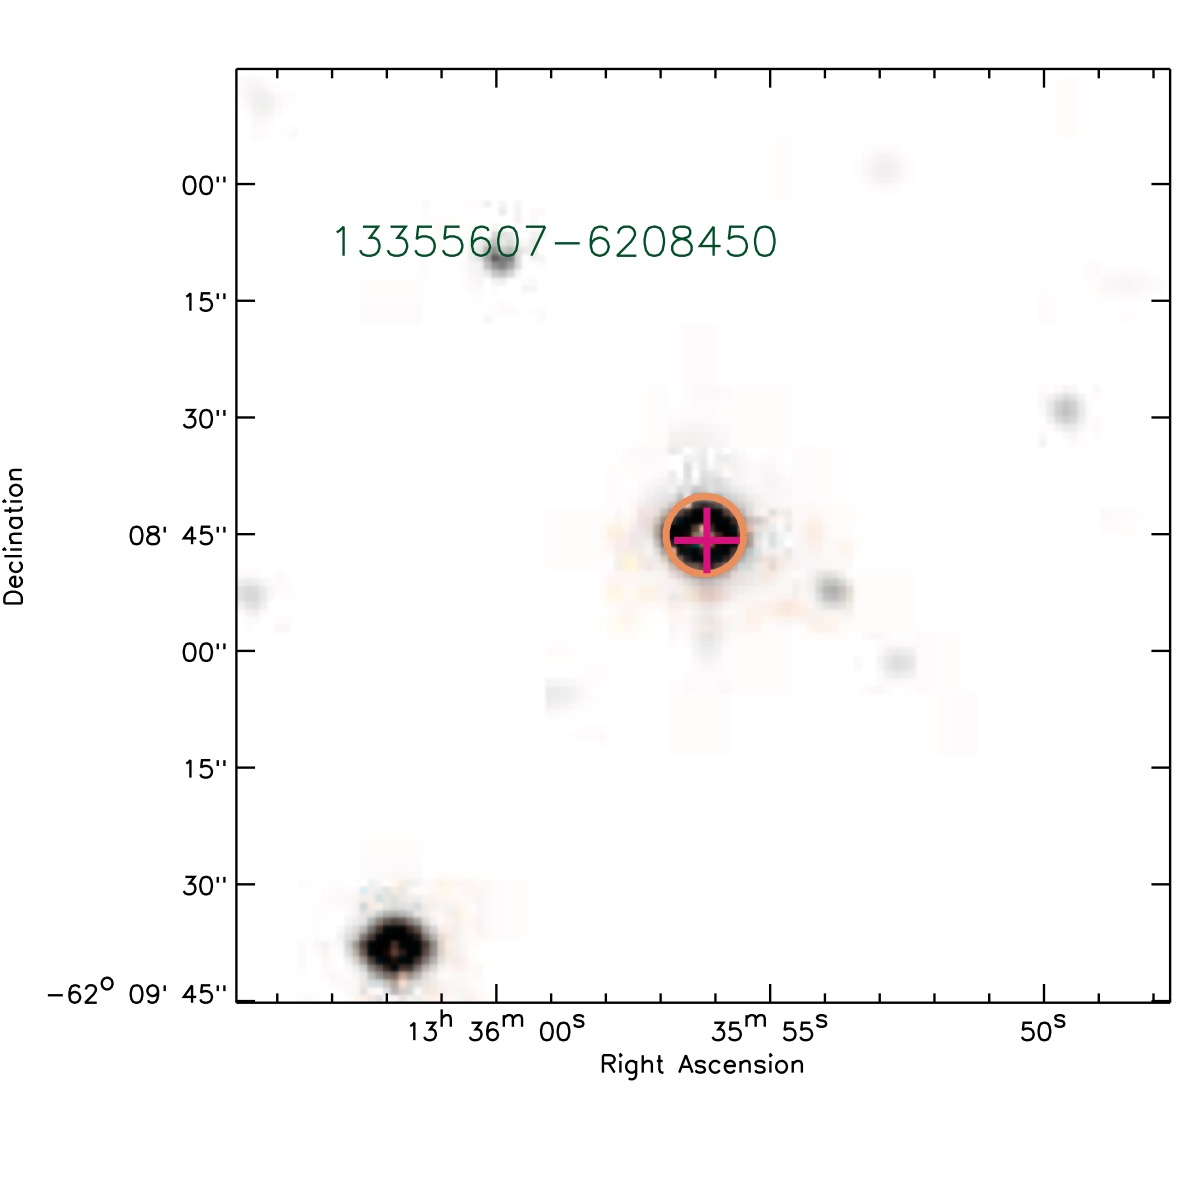 13355607-6208450
00"
15"
30"
08' 45"
00"
15"
30"
-62° 09' 45"
Declination
13h 36m 00s
35m 55s
50s
Right Ascension